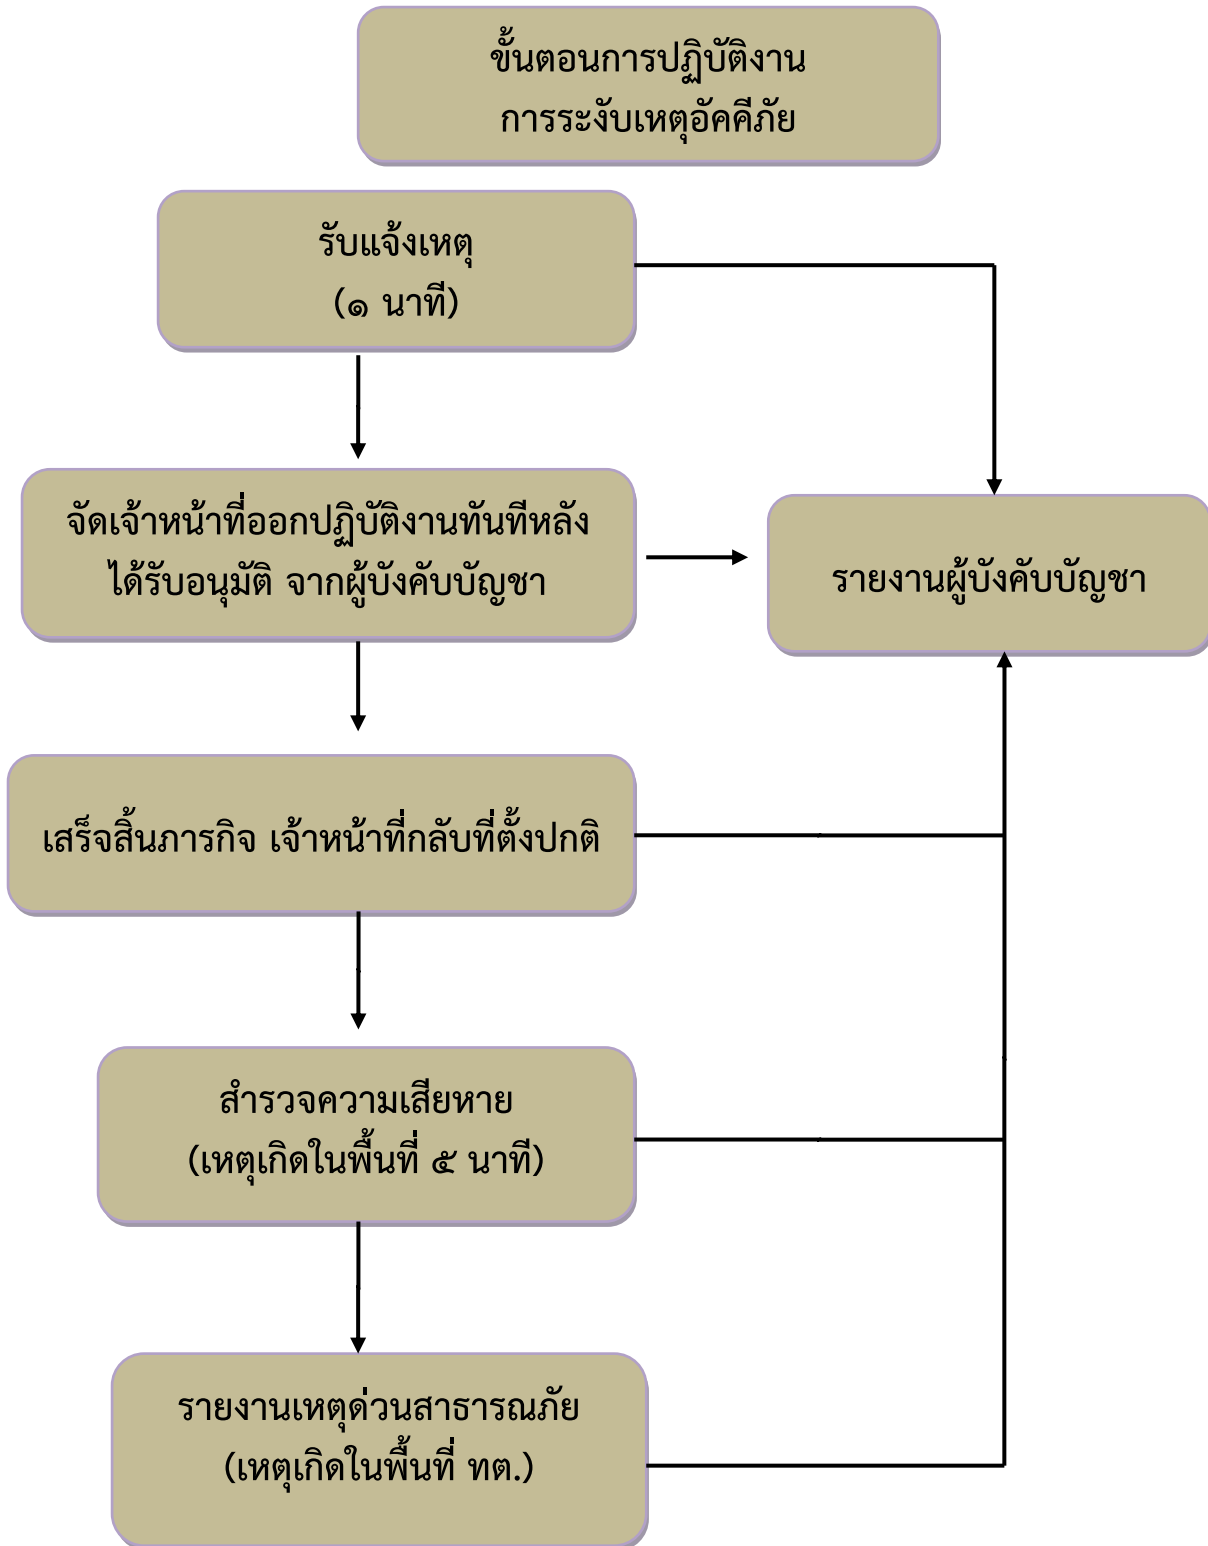 ขั้นตอนการปฏิบัติงาน
การระงับเหตุอัคคีภัย
รับแจ้งเหตุ
(๑ นาที)
จัดเจ้าหน้าที่ออกปฏิบัติงานทันทีหลัง
ได้รับอนุมัติ จากผู้บังคับบัญชา
รายงานผู้บังคับบัญชา
เสร็จสิ้นภารกิจ เจ้าหน้าที่กลับที่ตั้งปกติ
สำรวจความเสียหาย
(เหตุเกิดในพื้นที่ ๕ นาที)
รายงานเหตุด่วนสาธารณภัย
(เหตุเกิดในพื้นที่ ทต.)